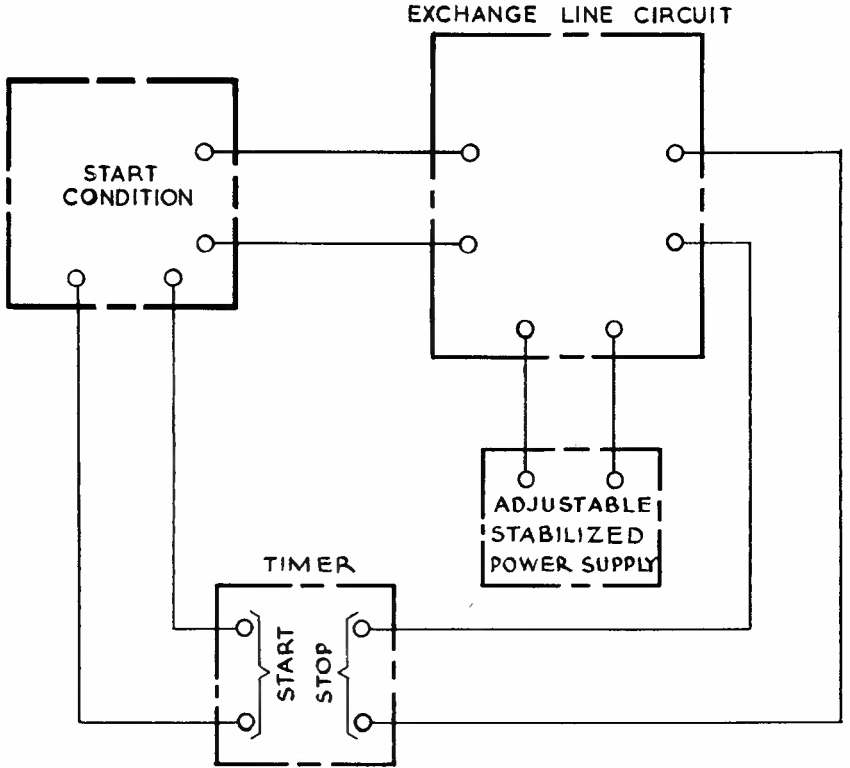 EXCHANGE LINE CIRCUIT
START
CONDITION
ADJUSTABLE
STABILIZED
POWER SUPPLY
TIMER
START
STOP